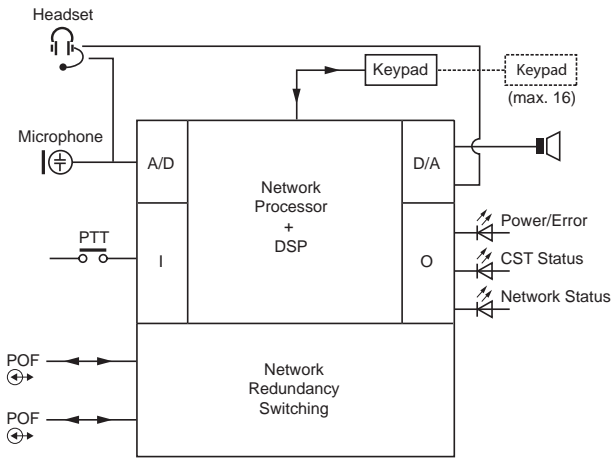 Headset
Keypad
Keypad
(max. 16)
Microphone
A/D
D/A
Network
Processor
+
DSP
PTT
I
O
Power/Error
CST Status
Network Status
POF
POF
Network
Redundancy
Switching